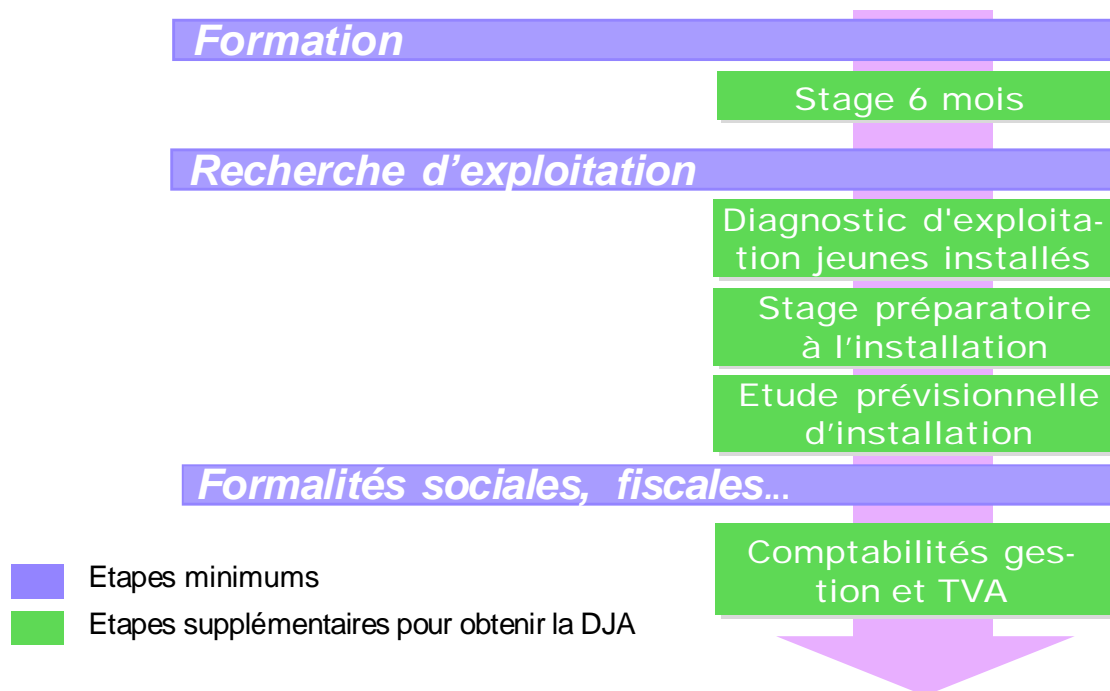 Formation
Stage 6 mois
Recherche d’exploitation
Diagnostic d'exploita-
tion jeunes installés
Stage préparatoire
à l’installation
Etude prévisionnelle
d’installation
Formalités sociales, fiscales...
Comptabilités ges-
tion et TVA
Etapes minimums
Etapes supplémentaires pour obtenir la DJA